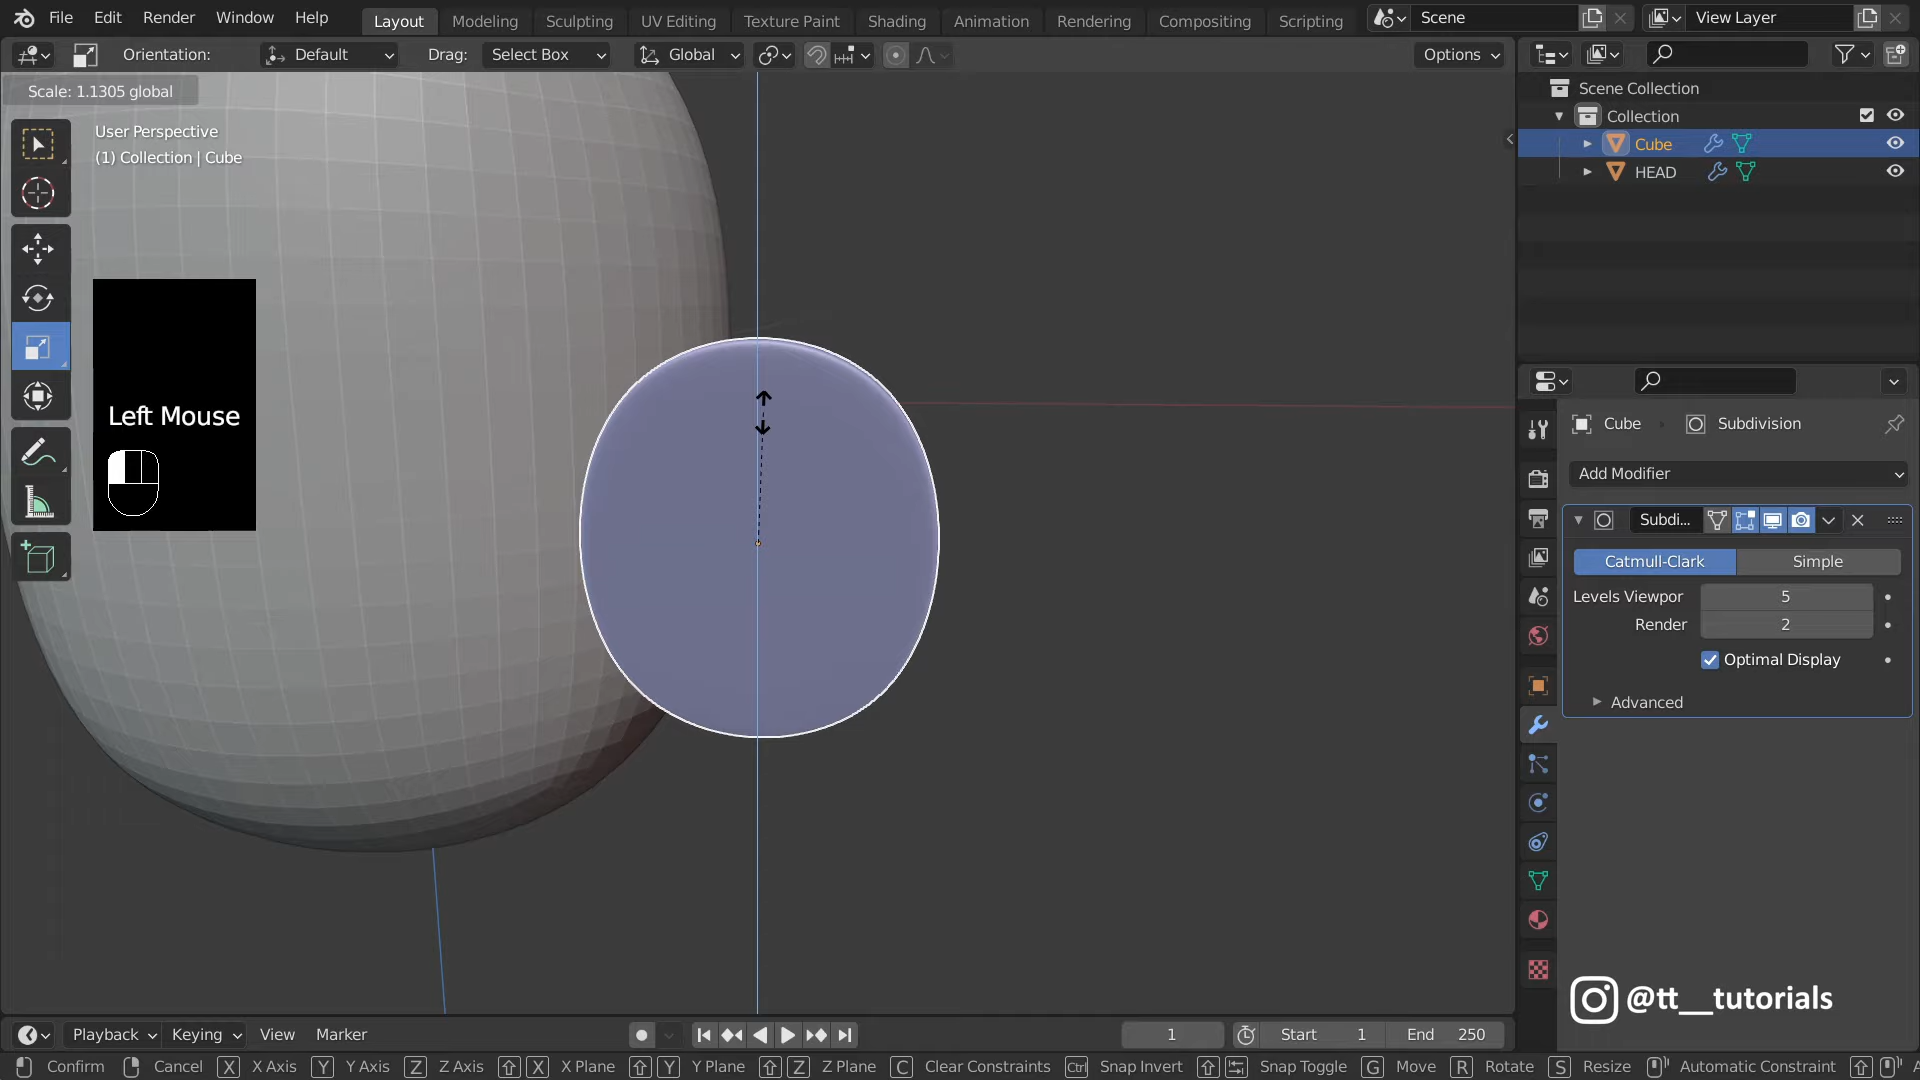 File Edit Render Window Help Layout Modeling Sculpting UV Editing Texture Paint Shading Animation Rendering Compositing Scripting Scene View Layer
Orientation: Default Drag: Select Box Global Options
Scale: 1.1305 global
User Perspective
(1) Collection | Cube
Left Mouse
Scene Collection
Collection
Cube
HEAD
Cube Subdivision
Add Modifier
Subdi...
Catmull-Clark Simple
Levels Viewpor 5
Render 2
Optimal Display
Advanced
@tt__tutorials
Playback Keying View Marker 1 Start 1 End 250
Confirm Cancel X X Axis Y Y Axis Z Z Axis X X Plane Y Y Plane Z Z Plane C Clear Constraints Ctrl Snap Invert Snap Toggle G Move R Rotate S Resize Automatic Constraint